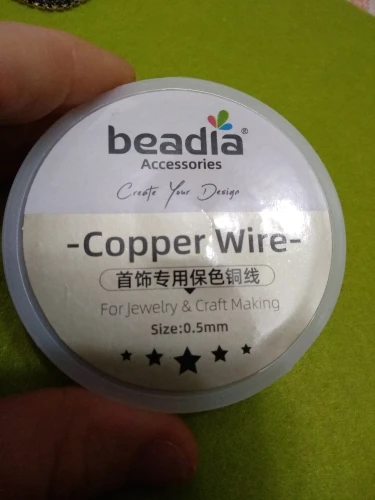 beadia®
Accessories
Create Your Design
-Copper Wire-
首饰专用保色铜线
For Jewelry & Craft Making
Size:0.5mm